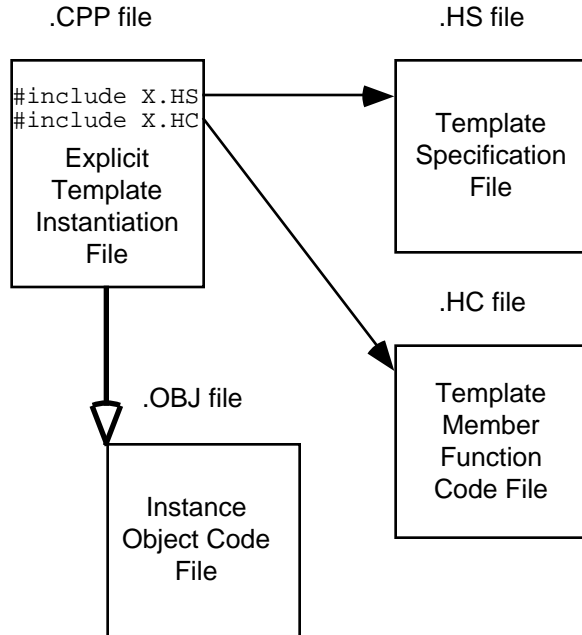 .CPP file
#include X.HS
#include X.HC
Explicit
Template
Instantiation
File
.HS file
Template
Specification
File
.HC file
Template
Member
Function
Code File
.OBJ file
Instance
Object Code
File